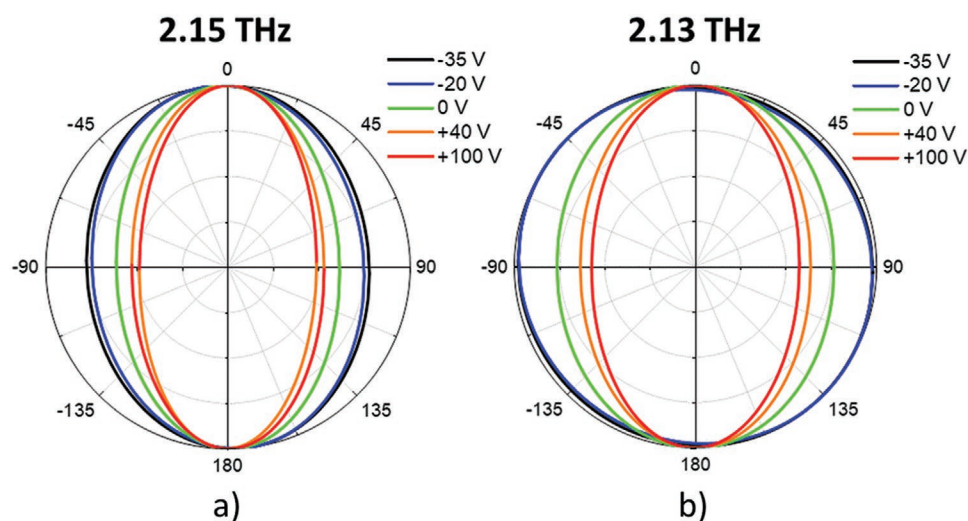 2.15 THz
-35 V
-20 V
0 V
+40 V
+100 V
0
-45
45
-90
90
-135
135
180
a)
2.13 THz
-35 V
-20 V
0 V
+40 V
+100 V
0
-45
45
-90
90
-135
135
180
b)